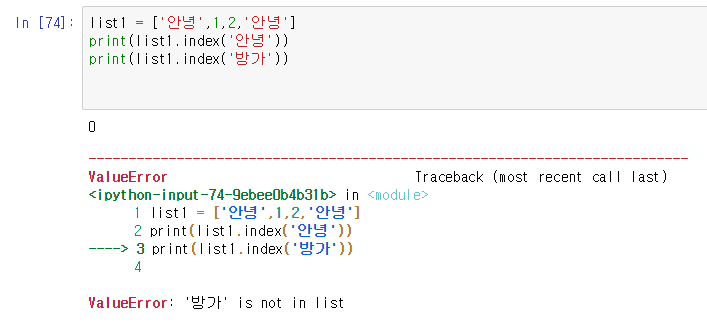 In [74]: list1 = ['안녕',1,2,'안녕']
print(list1.index('안녕'))
print(list1.index('방가'))
0
---------------------------------------------------------------------------
ValueError                                Traceback (most recent call last)
<ipython-input-74-9ebee0b4b31b> in <module>
      1 list1 = ['안녕',1,2,'안녕']
      2 print(list1.index('안녕'))
----> 3 print(list1.index('방가'))
      4
ValueError: '방가' is not in list